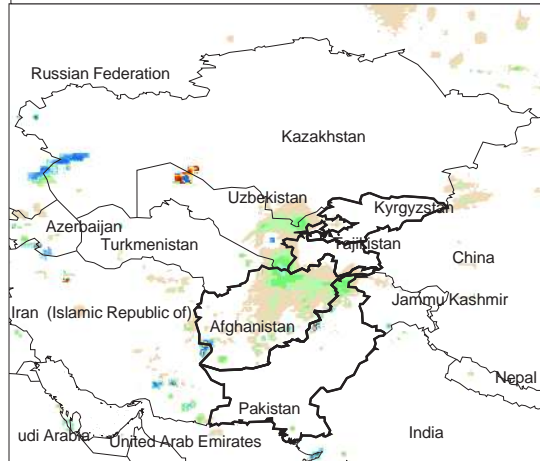 Russian Federation
Kazakhstan
Uzbekistan
Kyrgyzstan
Azerbaijan
Turkmenistan
Tajikistan
China
Iran (Islamic Republic of)
Jammu Kashmir
Afghanistan
Nepal
Pakistan
udi Arabia
United Arab Emirates
India